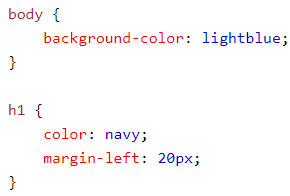 body {
    background-color: lightblue;
}

h1 {
    color: navy;
    margin-left: 20px;
}